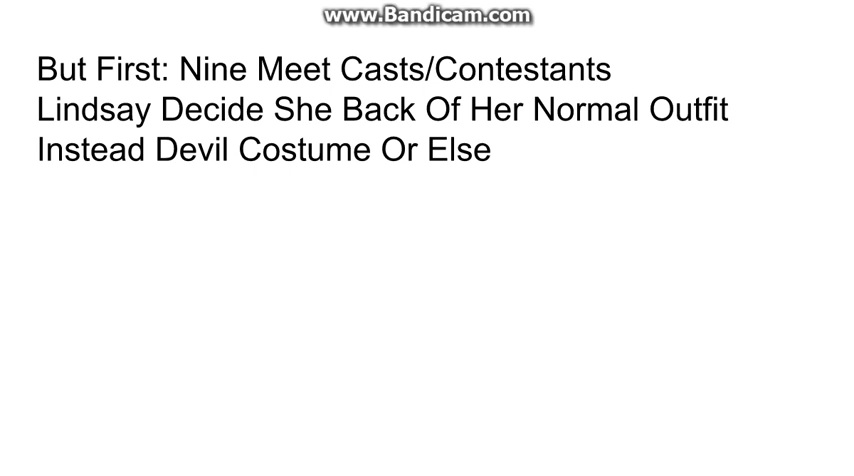 www.Bandicam.com
But First: Nine Meet Casts/Contestants
Lindsay Decide She Back Of Her Normal Outfit
Instead Devil Costume Or Else